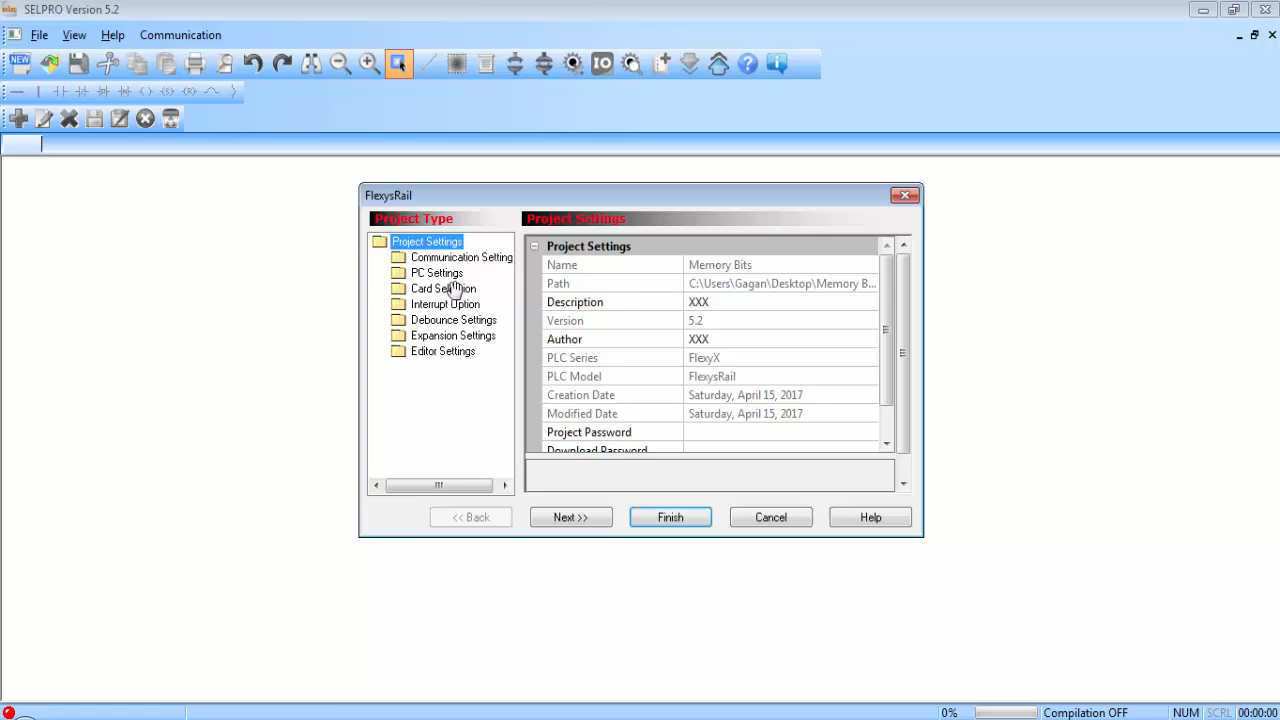 selec SELPRO Version 5.2
File View Help Communication
NEW IO
FlexysRail
Project Type Project Settings
Project Settings
Communication Setting
PC Settings
Card
Interrupt Option
Debounce Settings
Expansion Settings
Editor Settings
Project Settings
Name Memory Bits
Path C:\Users\Gagan\Desktop\Memory B...
Description XXX
Version 5.2
Author XXX
PLC Series FlexyX
PLC Model FlexysRail
Creation Date Saturday, April 15, 2017
Modified Date Saturday, April 15, 2017
Project Password
Download Password
<< Back Next >> Finish Cancel Help
0% Compilation OFF NUM SCRL 00:00:00